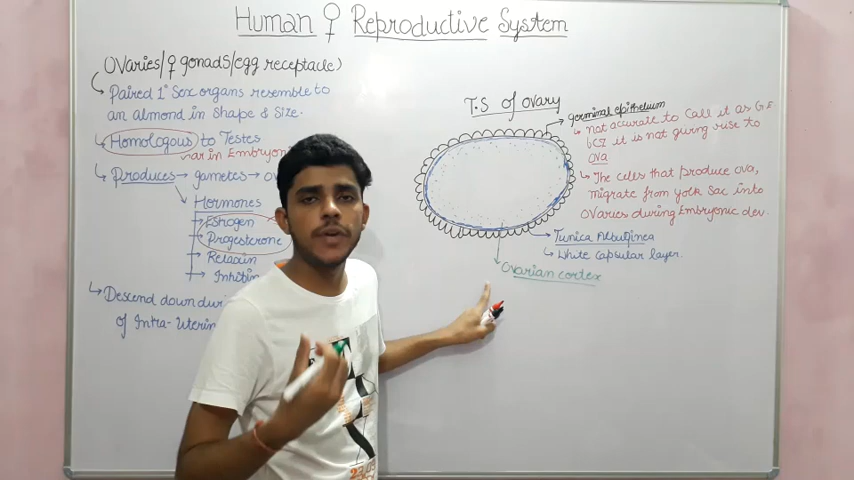 Human ♀ Reproductive System
Ovaries/♀ gonads/egg receptacle)
Paired 1° Sex organs resemble to
an almond in Shape & Size.
Homologous to Testes
ar in Embryoni
Produces → gametes →
Hormones
Estrogen
Progesterone
Relaxin
Inhibin
Descend down duri
of Intra-Uterin
T.S of ovary
germinal epithelium
not accurate to Call it as G.E
bcz it is not giving rise to
ova
The cells that produce ova,
migrate from yolk sac into
ovaries during Embryonic dev.
Tunica Albuginea
White capsular layer.
Ovarian cortex